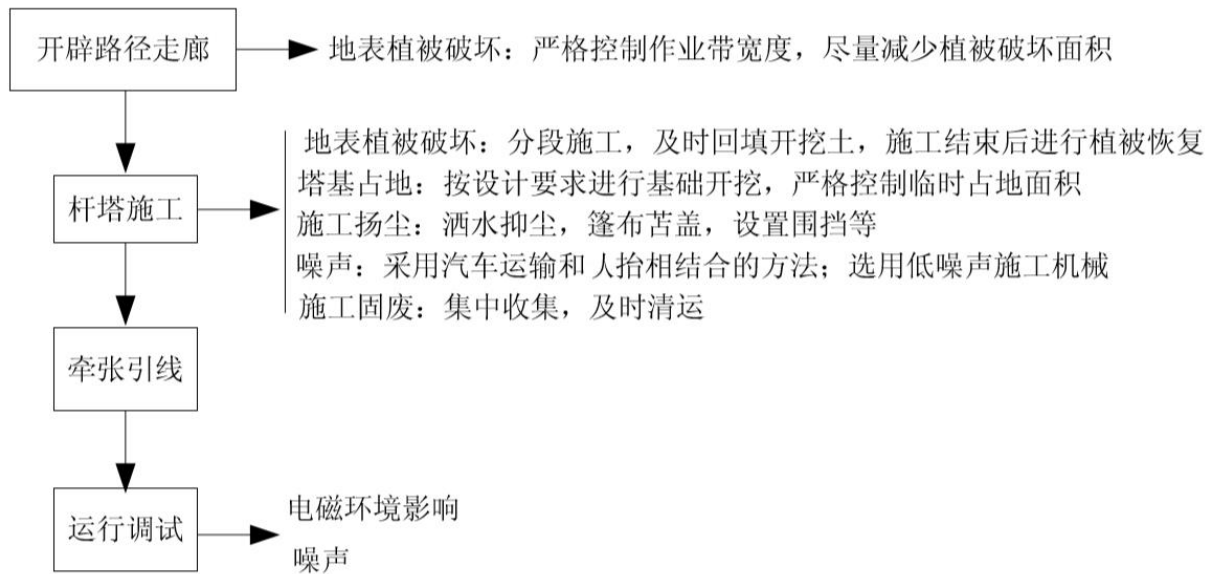 开辟路径走廊
地表植被破坏：严格控制作业带宽度，尽量减少植被破坏面积
地表植被破坏：分段施工，及时回填开挖土，施工结束后进行植被恢复
塔基占地：按设计要求进行基础开挖，严格控制临时占地面积
杆塔施工
施工扬尘：洒水抑尘，篷布苫盖，设置围挡等
噪声：采用汽车运输和人抬相结合的方法；选用低噪声施工机械
施工固废：集中收集，及时清运
牵张引线
运行调试
电磁环境影响
噪声